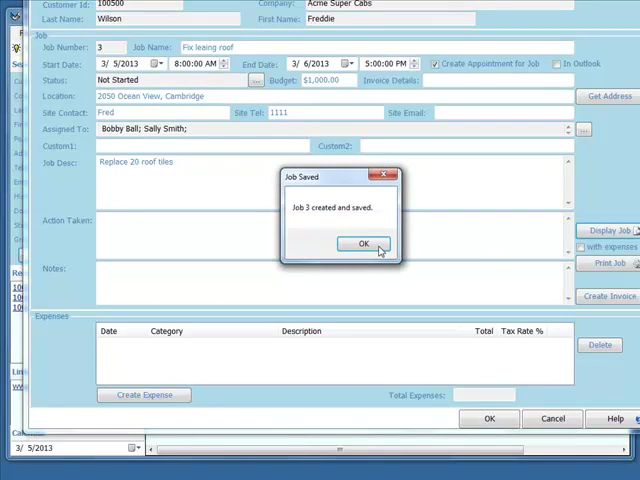 Customer Id: 100500 Company: Acme Super Cabs
Last Name: Wilson First Name: Freddie
Job
Job Number: 3 Job Name: Fix leaing roof
Start Date: 3/ 5/2013 8:00:00 AM End Date: 3/ 6/2013 5:00:00 PM Create Appointment for Job In Outlook
Status: Not Started ... Budget: $1,000.00 Invoice Details:
Location: 2050 Ocean View, Cambridge Get Address
Site Contact: Fred Site Tel: 1111 Site Email:
Assigned To: Bobby Ball; Sally Smith; ...
Custom1: Custom2:
Job Desc: Replace 20 roof tiles
Job Saved
Job 3 created and saved.
OK
Action Taken:
Display Job
with expenses
Print Job
Notes:
Create Invoice
Expenses
Date Category Description Total Tax Rate %
Delete
Create Expense Total Expenses:
OK Cancel Help
3/ 5/2013